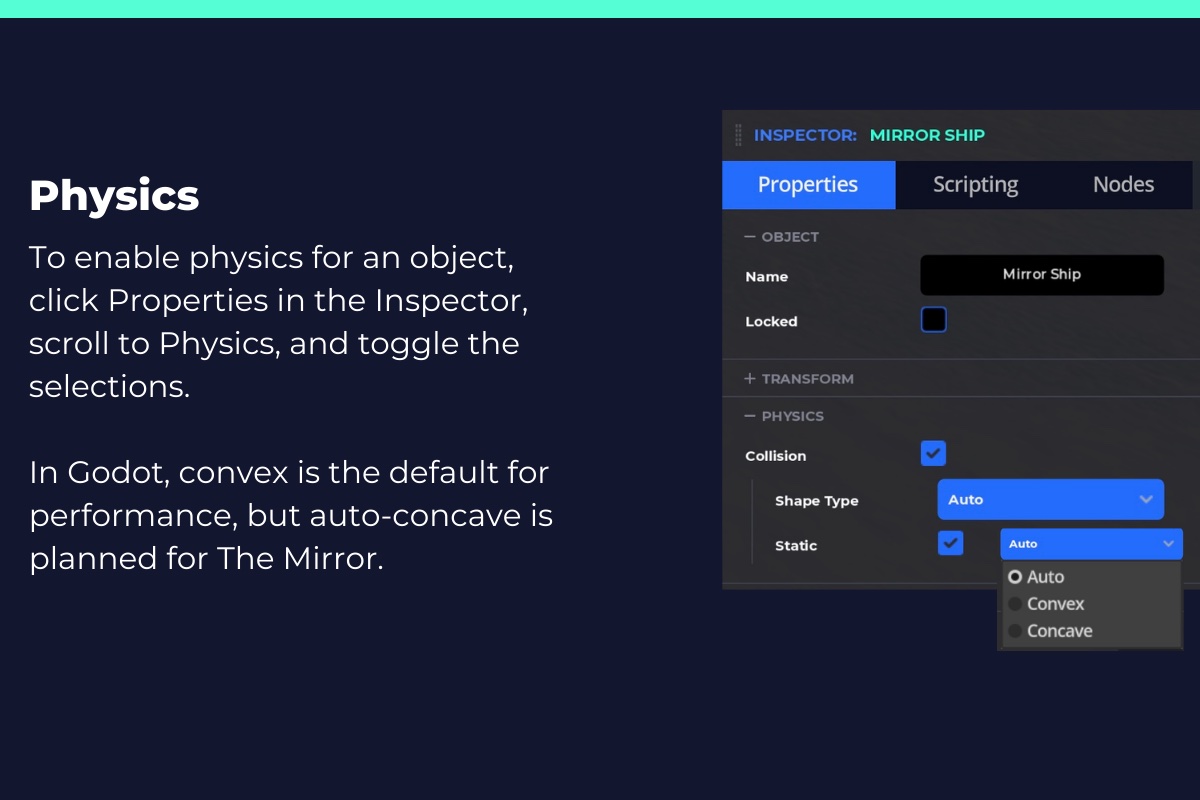 Physics
To enable physics for an object,
click Properties in the Inspector,
scroll to Physics, and toggle the
selections.
In Godot, convex is the default for
performance, but auto-concave is
planned for The Mirror.
INSPECTOR: MIRROR SHIP
Properties Scripting Nodes
OBJECT
Name Mirror Ship
Locked
TRANSFORM
PHYSICS
Collision
Shape Type Auto
Static Auto
Auto
Convex
Concave